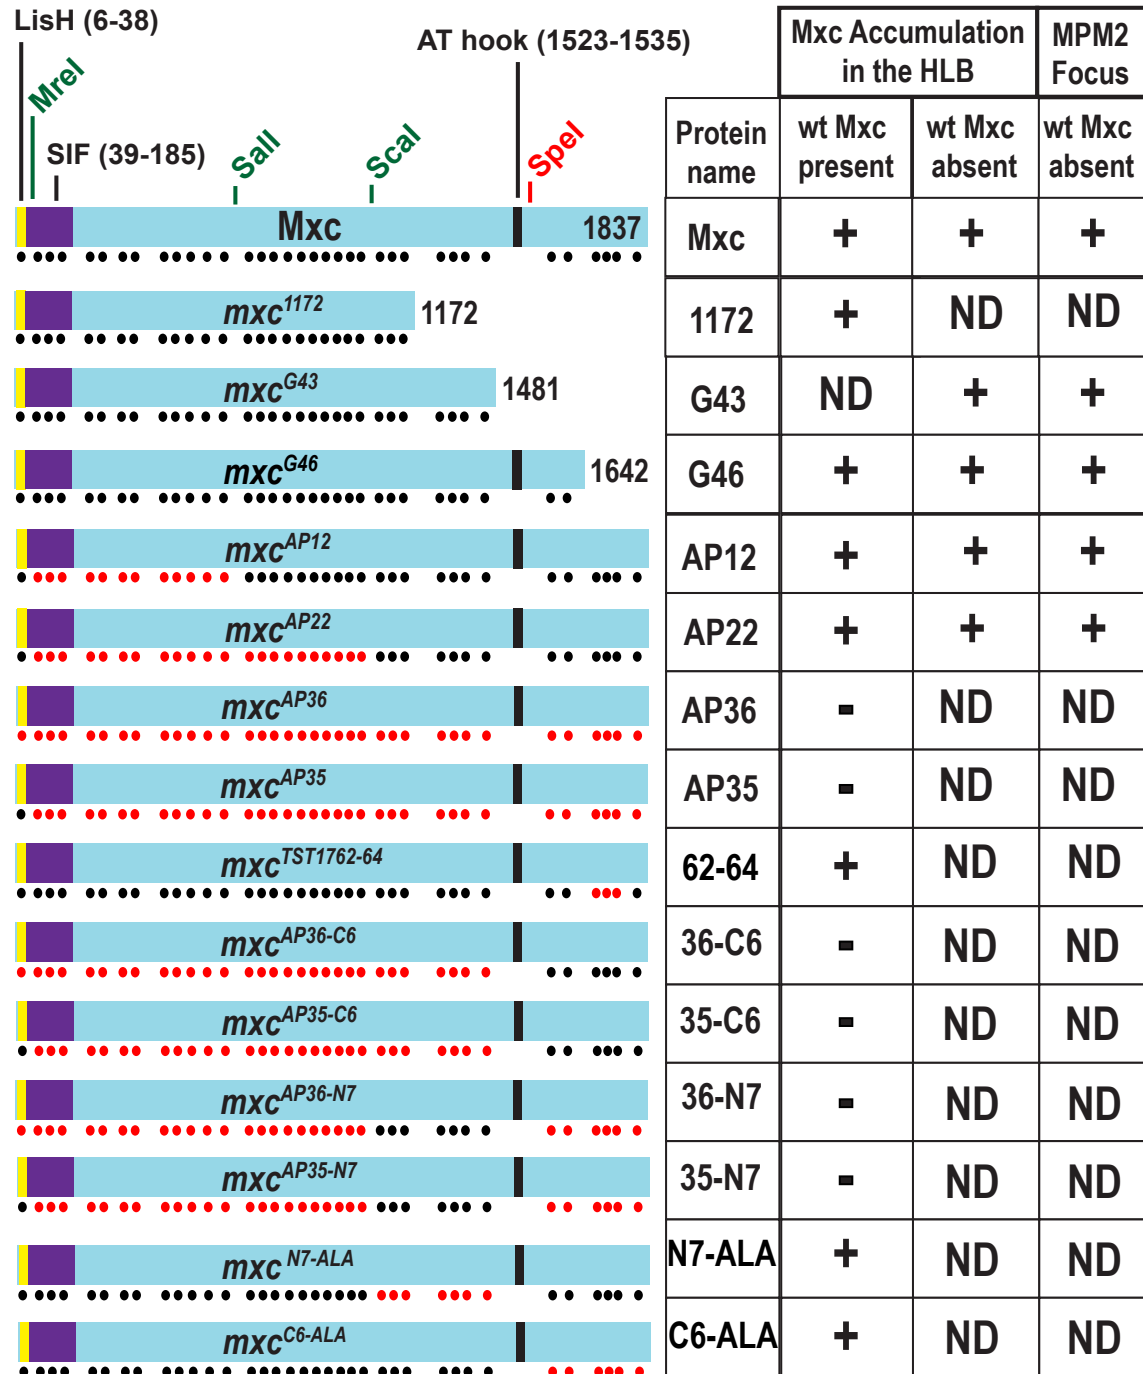 LisH (6-38)
AT hook (1523-1535)
MreI
SIF (39-185)
SalI
ScaI
SpeI
Mxc Accumulation
in the HLB
MPM2
Focus
Protein
name
wt Mxc
present
wt Mxc
absent
wt Mxc
absent
Mxc 1837 Mxc + + +
mxc1172 1172 1172 + ND ND
mxcG43 1481 G43 ND + +
mxcG46 1642 G46 + + +
mxcAP12 AP12 + + +
mxcAP22 AP22 + + +
mxcAP36 AP36 - ND ND
mxcAP35 AP35 - ND ND
mxcTST1762-64 62-64 + ND ND
mxcAP36-C6 36-C6 - ND ND
mxcAP35-C6 35-C6 - ND ND
mxcAP36-N7 36-N7 - ND ND
mxcAP35-N7 35-N7 - ND ND
mxcN7-ALA N7-ALA + ND ND
mxcC6-ALA C6-ALA + ND ND